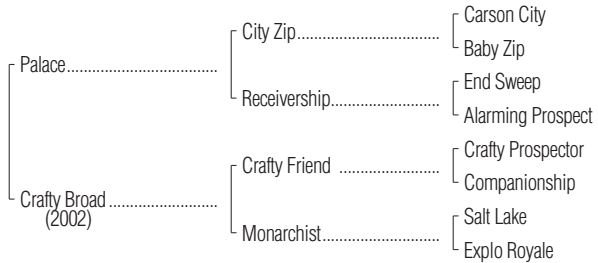 Carson City
City Zip
Baby Zip
Palace
End Sweep
Receivership
Alarming Prospect
Crafty Prospector
Crafty Friend
Companionship
Crafty Broad
(2002)
Salt Lake
Monarchist
Explo Royale